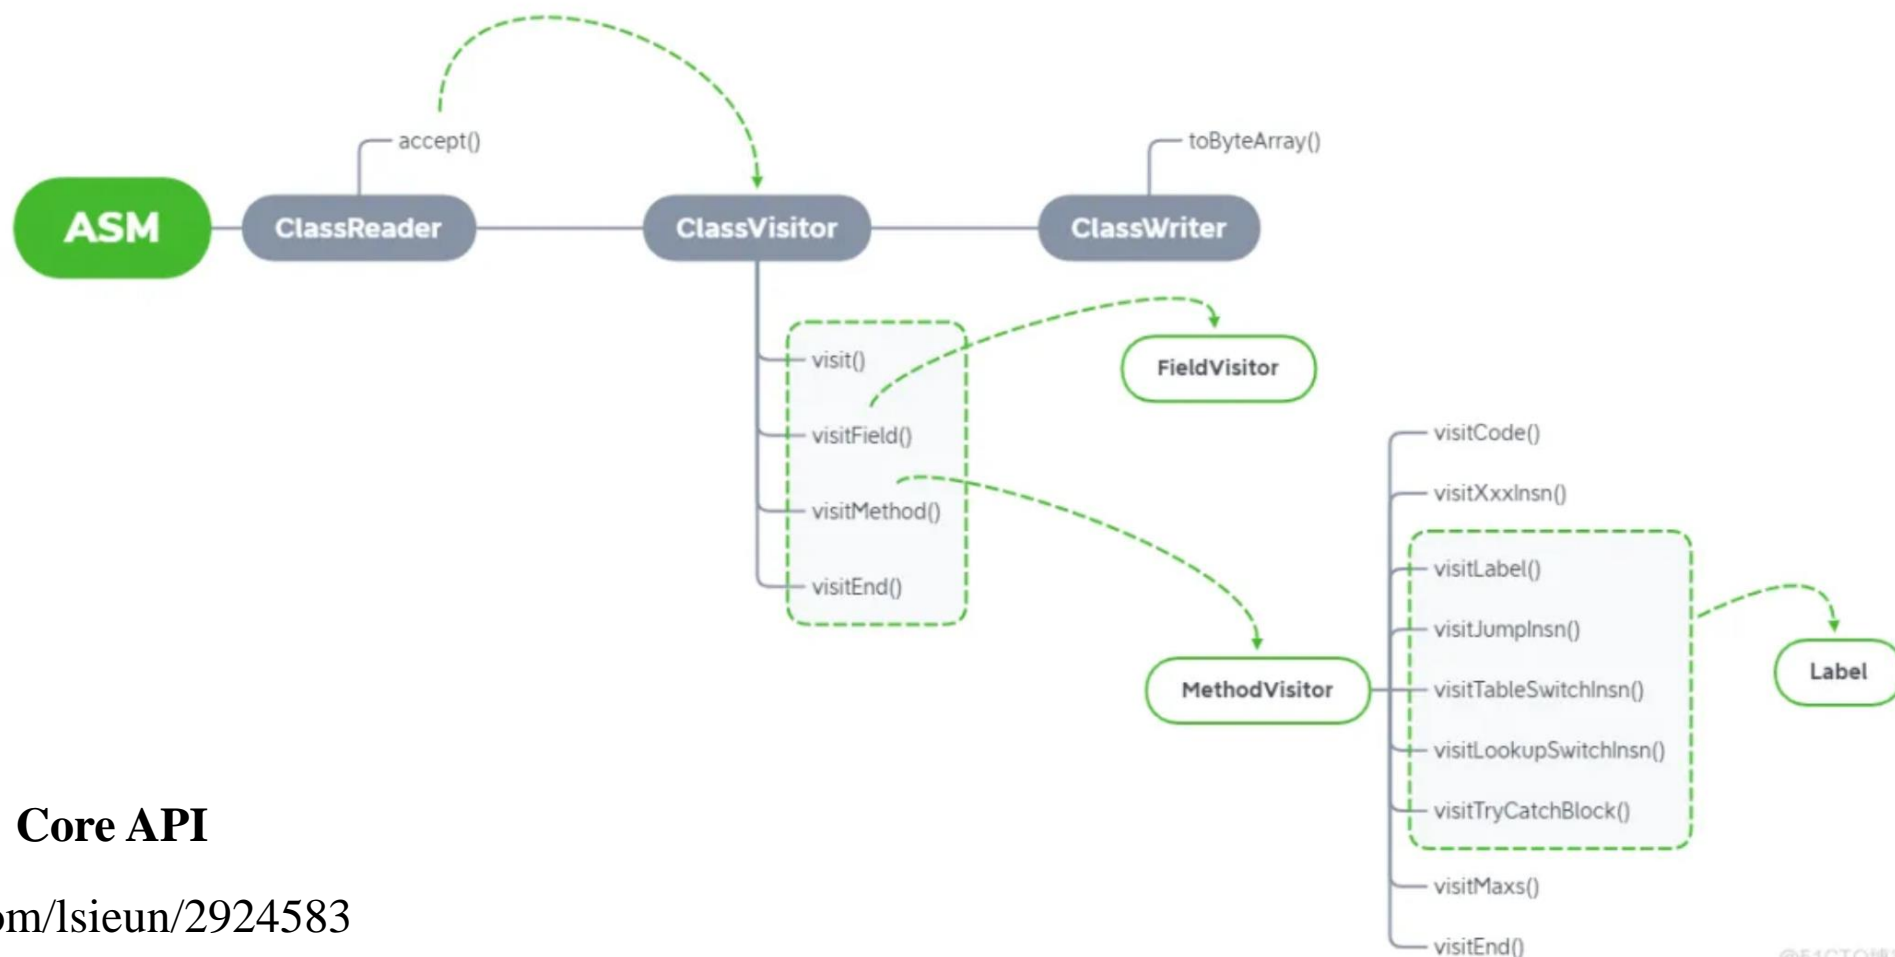 accept()
toByteArray()
ASM
ClassReader
ClassVisitor
ClassWriter
visit()
visitField()
visitMethod()
visitEnd()
FieldVisitor
MethodVisitor
visitCode()
visitXxxInsn()
visitLabel()
visitJumpInsn()
visitTableSwitchInsn()
visitLookupSwitchInsn()
visitTryCatchBlock()
visitMaxs()
visitEnd()
Label
Core API
om/lsieun/2924583